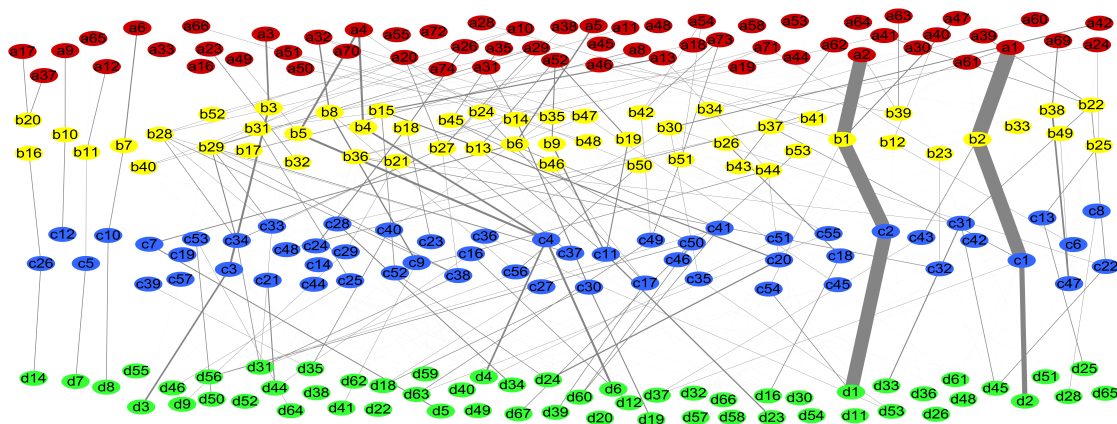 a66 a28 a10 a38 a5 a11 a48 a54 a58 a53 a64 a63 a47 a60 a42
a6 a3 a32 a4 a55 a72 a73 a62 a41 a40 a39 a69 a24
a17 a9 a65 a33 a23 a51 a70 a20 a26 a35 a29 a45 a8 a18 a71 a2 a30 a1
a37 a12 a16 a49 a50 a74 a31 a52 a46 a13 a19 a44 a61
b20 b52 b3 b8 b15 b45 b24 b14 b35 b47 b42 b34 b41 b39 b38 b22
b10 b28 b31 b5 b4 b18 b30 b37 b33 b49
b16 b11 b7 b29 b17 b27 b13 b6 b9 b48 b19 b26 b1 b12 b2 b25
b40 b32 b36 b21 b46 b50 b51 b43 b44 b53 b23
c12 c10 c7 c53 c34 c33 c28 c40 c23 c36 c4 c49 c50 c41 c51 c55 c2 c43 c31 c42 c13 c6 c8
c26 c5 c19 c3 c48 c24 c14 c29 c9 c16 c37 c11 c46 c20 c18 c32 c1 c22
c39 c57 c21 c44 c25 c52 c38 c56 c27 c30 c17 c35 c54 c45 c47
d14 d7 d8 d55 d46 d56 d31 d44 d35 d62 d18 d59 d4 d34 d24 d6 d33 d61 d45 d51 d25
d3 d9 d50 d52 d64 d38 d41 d22 d63 d5 d40 d49 d67 d39 d60 d20 d12 d19 d37 d32 d57 d66 d58 d16 d23 d30 d54 d1 d11 d53 d36 d26 d48 d2 d28 d65